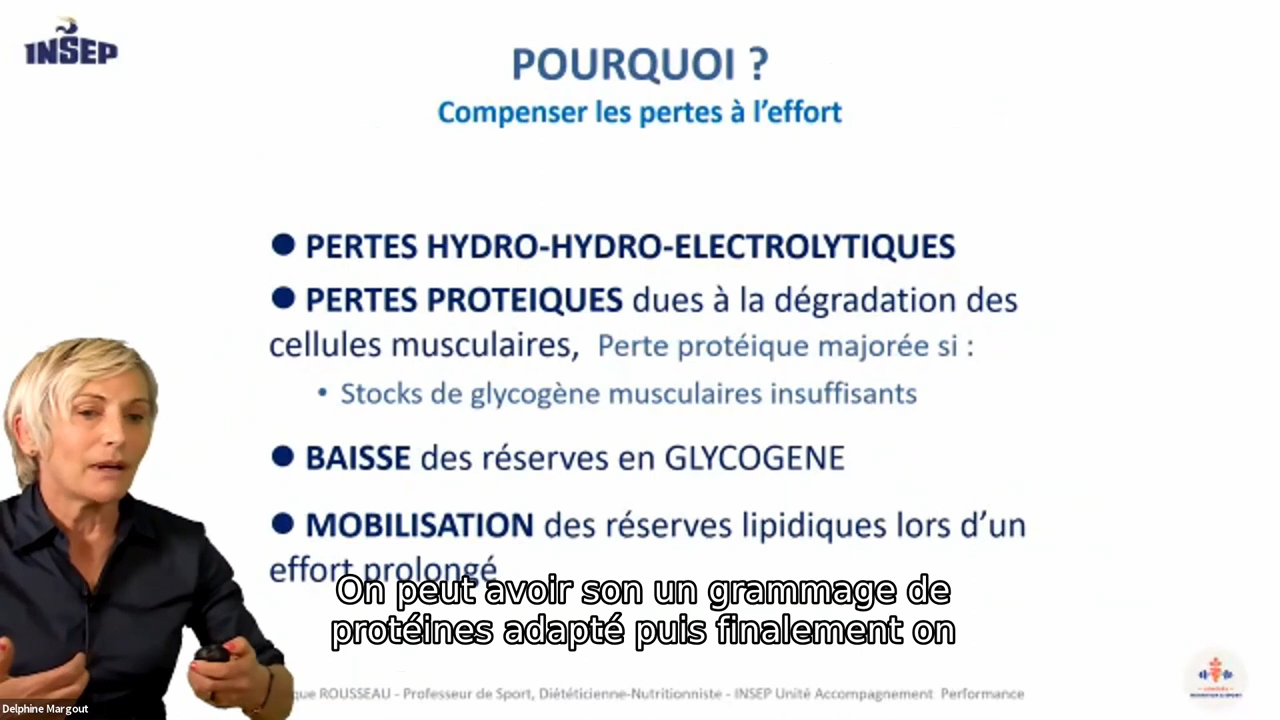 INSEP
POURQUOI ?
Compenser les pertes à l'effort
● PERTES HYDRO-HYDRO-ELECTROLYTIQUES
● PERTES PROTEIQUES dues à la dégradation des
cellules musculaires, Perte protéique majorée si :
• Stocks de glycogène musculaires insuffisants
● BAISSE des réserves en GLYCOGENE
● MOBILISATION des réserves lipidiques lors d'un
effort prolongé
On peut avoir son un grammage de
protéines adapté puis finalement on
que ROUSSEAU - Professeur de Sport, Diététicienne-Nutritionniste - INSEP Unité Accompagnement Performance
Delphine Margout